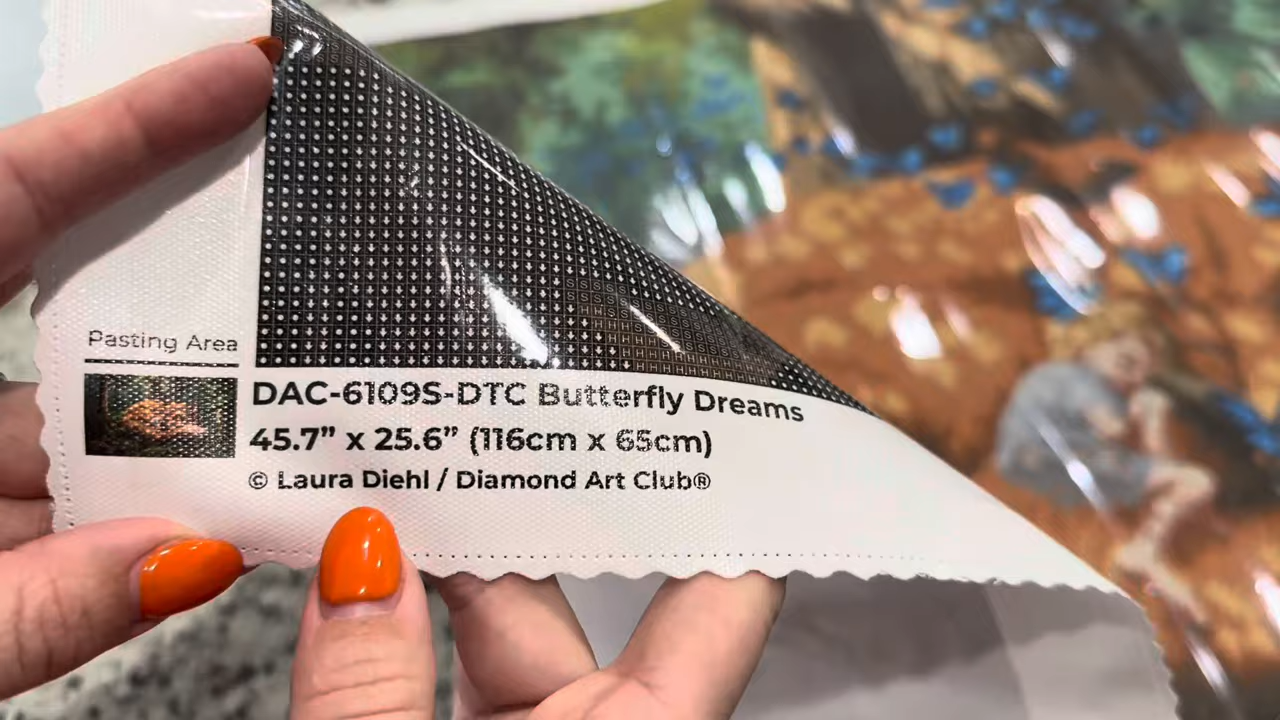 Pasting Area
DAC-6109S-DTC Butterfly Dreams
45.7” x 25.6” (116cm x 65cm)
© Laura Diehl / Diamond Art Club®